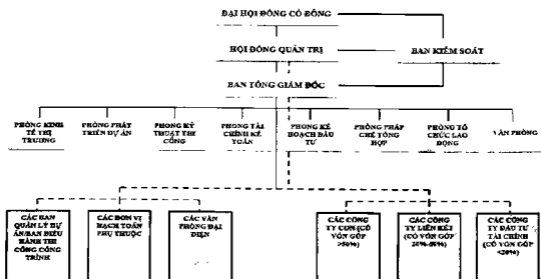 ĐẠI HỘI ĐỒNG CỔ ĐÔNG
HỘI ĐỒNG QUẢN TRỊ
BAN KIỂM SOÁT
BAN TỔNG GIÁM ĐỐC
PHÒNG KINH
TẾ THỊ
TRƯỜNG
PHÒNG PHÁT
TRIỂN DỰ ÁN
PHÒNG KỸ
THUẬT THI
CÔNG
PHÒNG TÀI
CHÍNH KẾ
TOÁN
PHÒNG KẾ
HOẠCH ĐẦU
TƯ
PHÒNG PHÁP
CHẾ TỔNG
HỢP
PHÒNG TỔ
CHỨC LAO
ĐỘNG
VĂN PHÒNG
CÁC BAN
QUẢN LÝ DỰ
ÁN/BAN ĐIỀU
HÀNH THI
CÔNG CÔNG
TRÌNH
CÁC ĐƠN VỊ
HẠCH TOÁN
PHỤ THUỘC
CÁC VĂN
PHÒNG ĐẠI
DIỆN
CÁC CÔNG
TY CON (CÓ
VỐN GÓP
>50%)
CÁC CÔNG
TY LIÊN KẾT
(CÓ VỐN GÓP
20%-50%)
CÁC CÔNG
TY ĐẦU TƯ
TÀI CHÍNH
(CÓ VỐN GÓP
<20%)